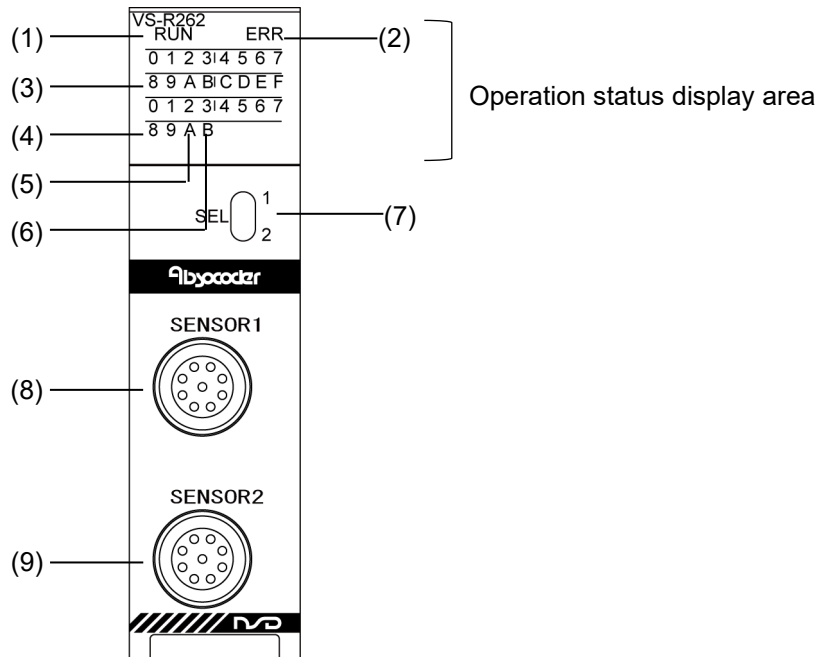 VS-R262
(1) RUN ERR (2)
0 1 2 3 4 5 6 7
(3) 8 9 A B C D E F
0 1 2 3 4 5 6 7
(4) 8 9 A B
Operation status display area
(5)
(6) SEL 1 (7)
2
Absocoder
SENSOR1
(8)
SENSOR2
(9)
NSD